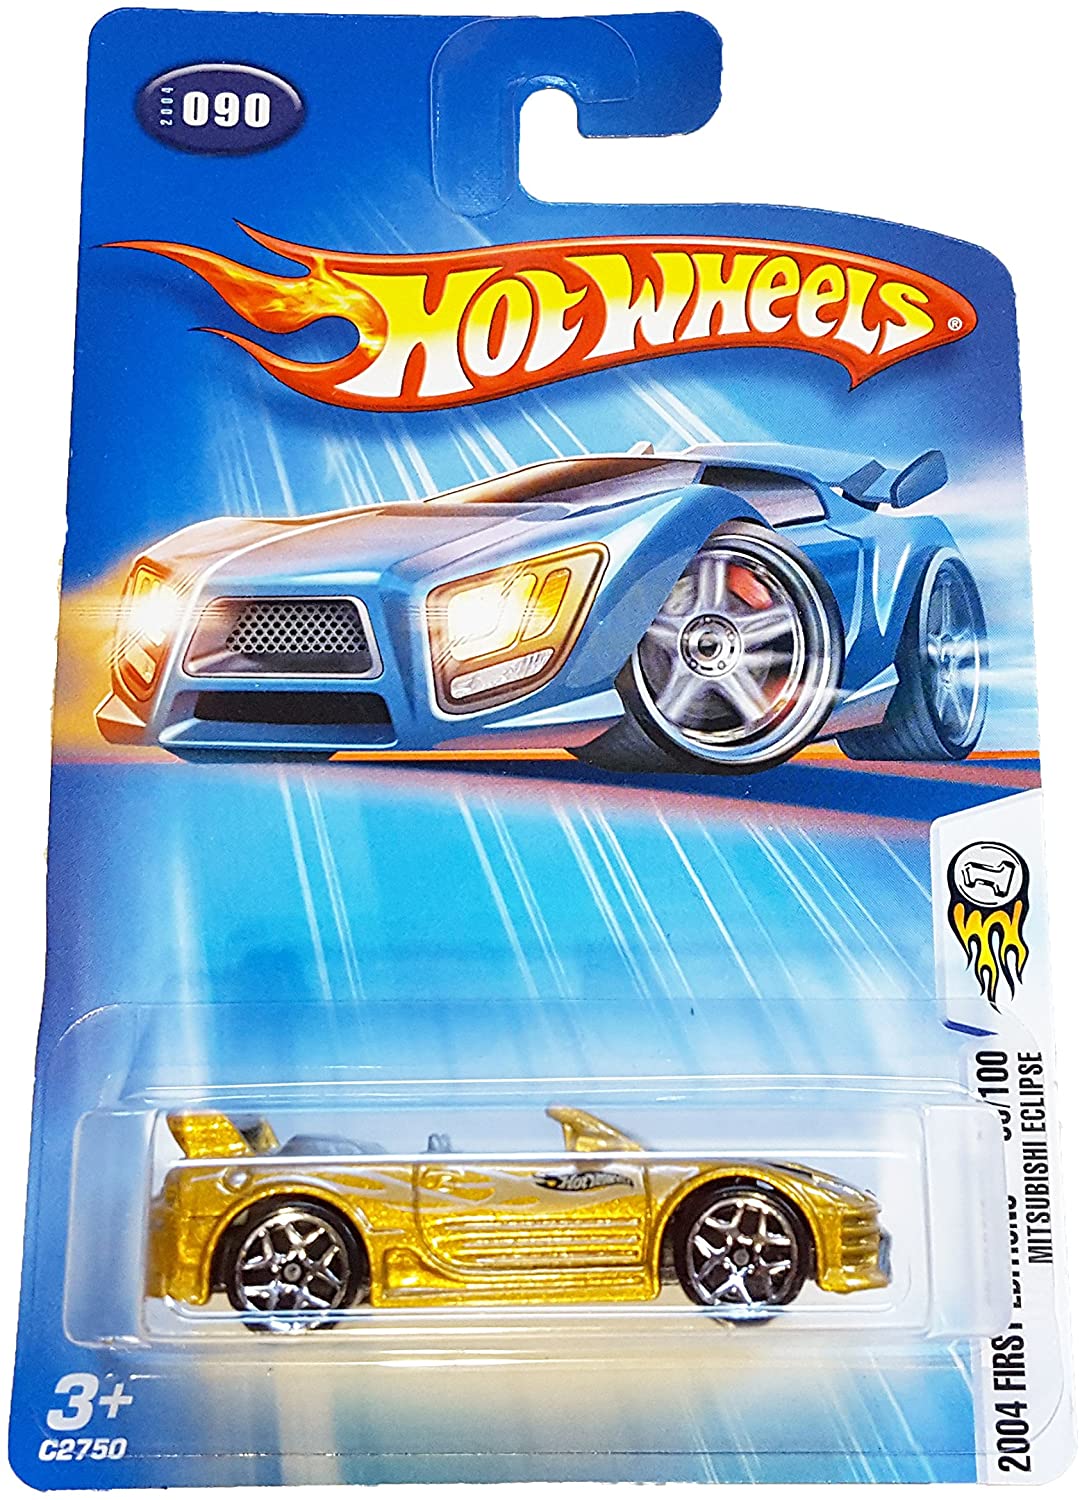 2004
090
HOT WHEELS®
2004 FIRST EDITIONS /100
MITSUBISHI ECLIPSE
Hot Wheels
3+
C2750